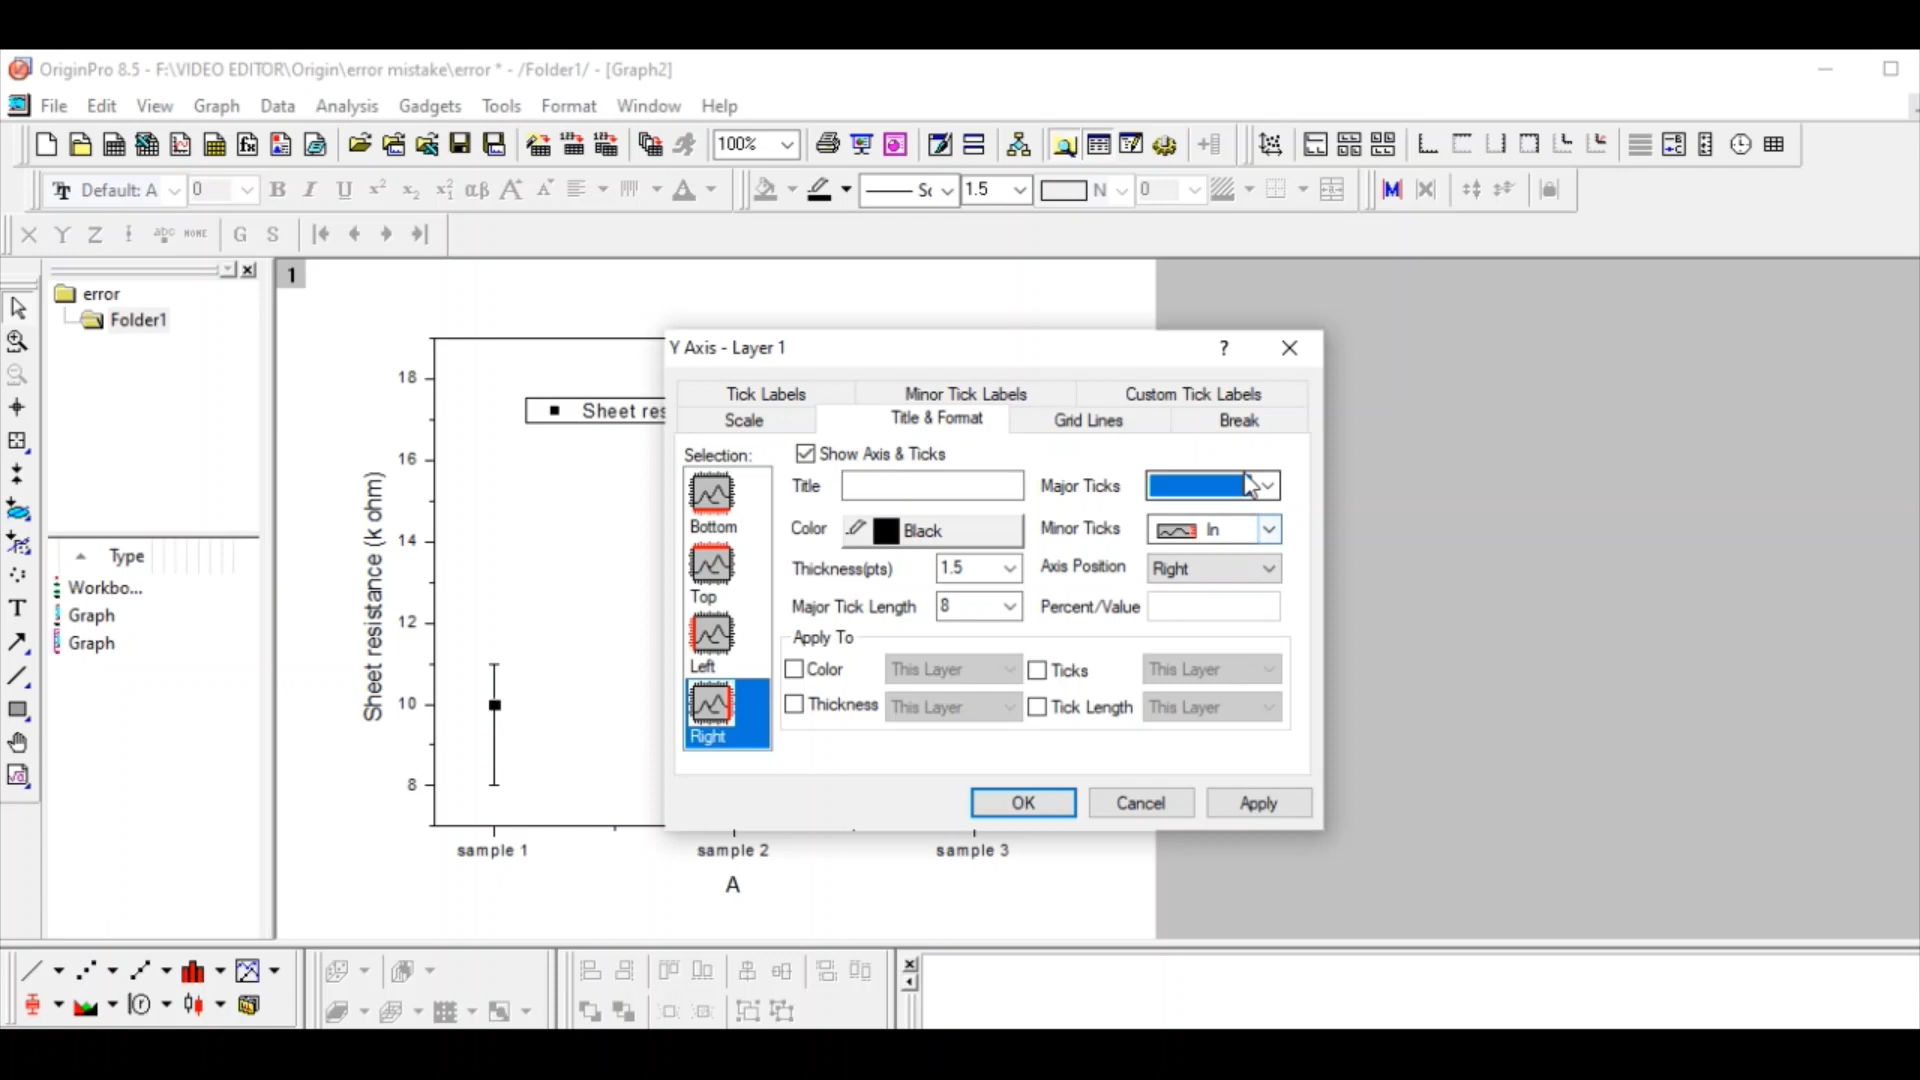 OriginPro 8.5 - F:\VIDEO EDITOR\Origin\error mistake\error * - /Folder1/ - [Graph2]
File Edit View Graph Data Analysis Gadgets Tools Format Window Help
100%
Default: A 0 B I U αβ A A A Sc 1.5 N 0
X Y Z abc HOME G S
error
Folder1
Type
Workbo...
Graph
Graph
1
18
16
14
12
10
8
Sheet resistance (k ohm)
Sheet res
sample 1 sample 2 sample 3
A
Y Axis - Layer 1 ?
Tick Labels Minor Tick Labels Custom Tick Labels
Scale Title & Format Grid Lines Break
Selection:
Bottom
Top
Left
Right
Show Axis & Ticks
Title Major Ticks
Color Black Minor Ticks In
Thickness(pts) 1.5 Axis Position Right
Major Tick Length 8 Percent/Value
Apply To
Color This Layer Ticks This Layer
Thickness This Layer Tick Length This Layer
OK Cancel Apply